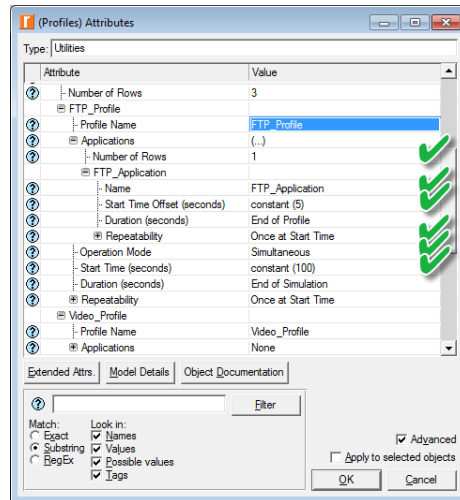 (Profiles) Attributes
Type: Utilities
Attribute Value
Number of Rows 3
FTP_Profile
Profile Name FTP_Profile
Applications (...)
Number of Rows 1
FTP_Application
Name FTP_Application
Start Time Offset (seconds) constant (5)
Duration (seconds) End of Profile
Repeatability Once at Start Time
Operation Mode Simultaneous
Start Time (seconds) constant (100)
Duration (seconds) End of Simulation
Repeatability Once at Start Time
Video_Profile
Profile Name Video_Profile
Applications None
Extended Attrs. Model Details Object Documentation
Filter
Match: Look in:
Exact Names
Substring Values
RegEx Possible values
Tags
Advanced
Apply to selected objects
OK Cancel